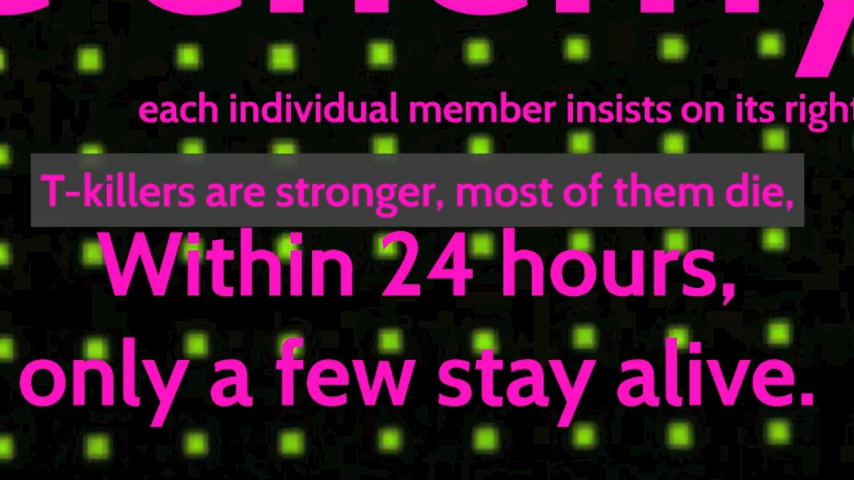 each individual member insists on its right
T-killers are stronger, most of them die,
Within 24 hours,
only a few stay alive.